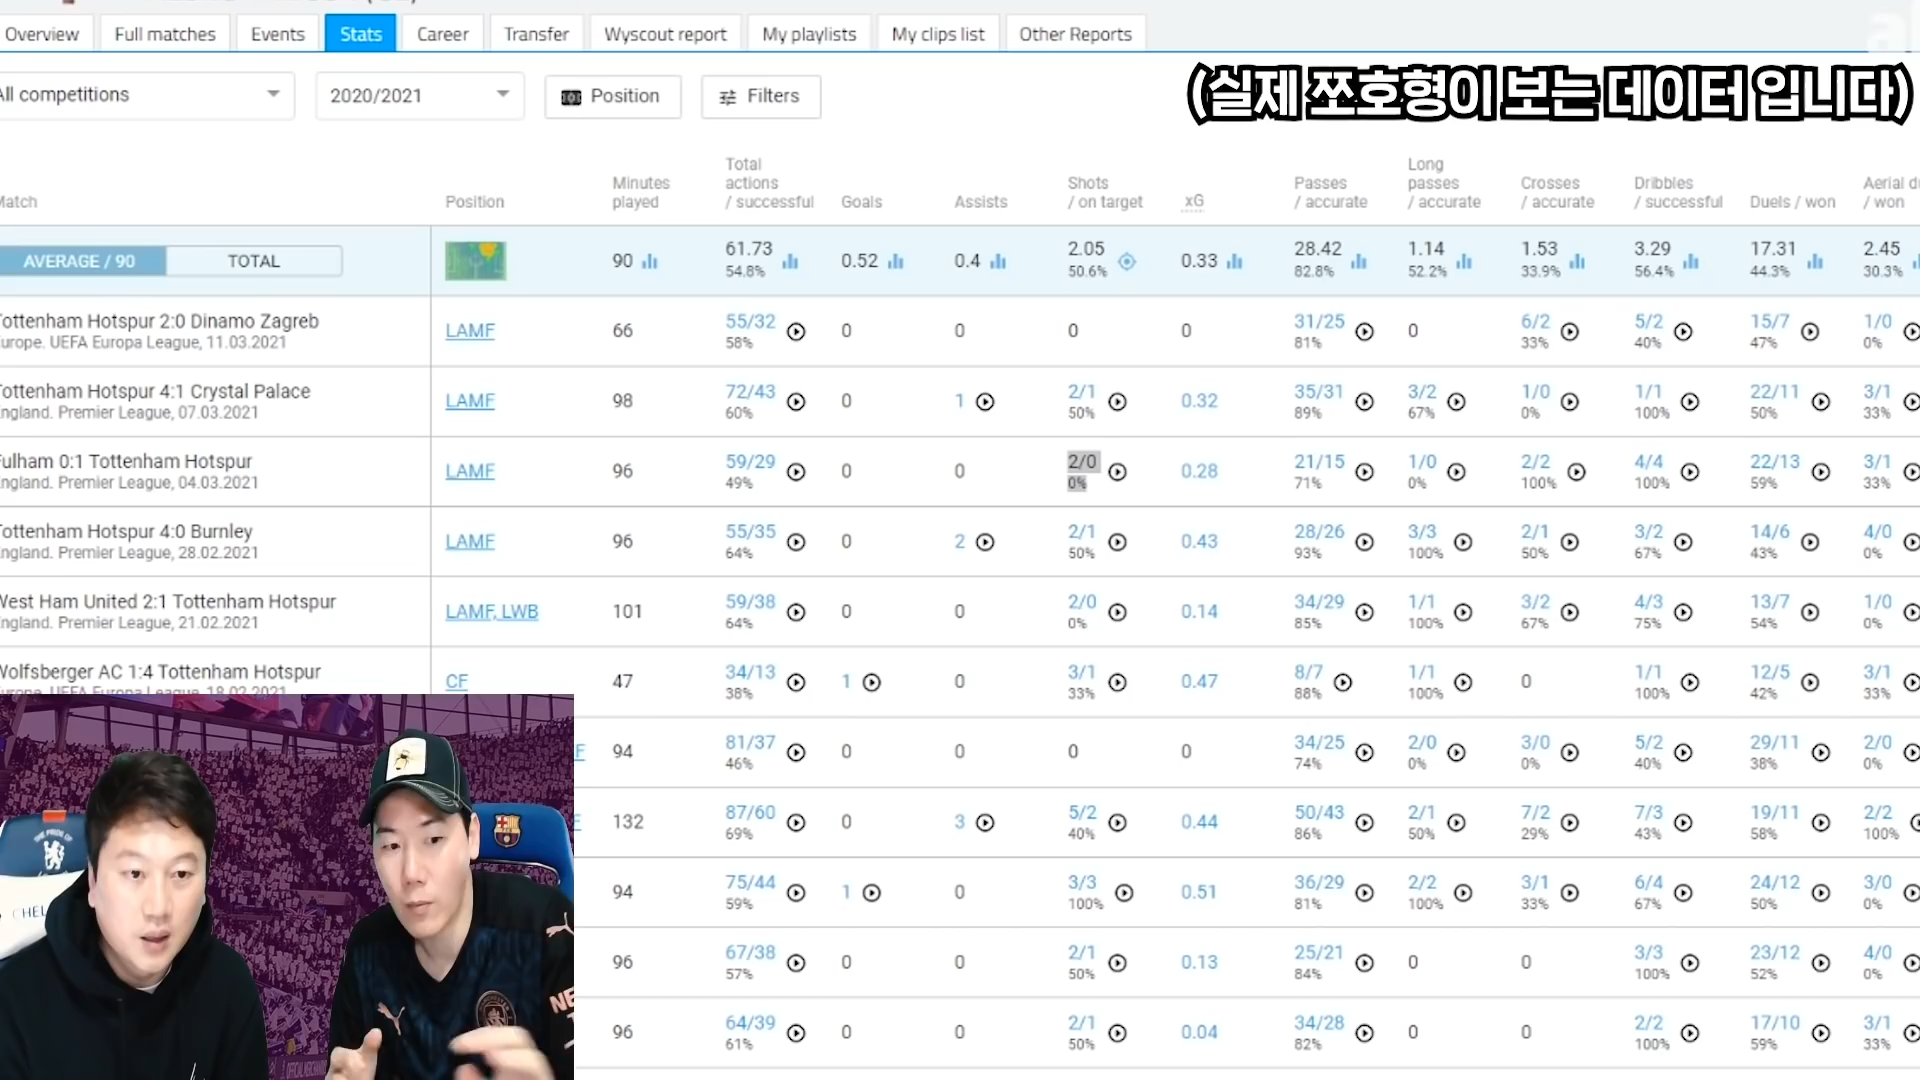 Overview Full matches Events Stats Career Transfer Wyscout report My playlists My clips list Other Reports
All competitions 2020/2021 Position Filters
(실제 쪼호형이 보는 데이터 입니다)
Match Position Minutes played Total actions / successful Goals Assists Shots / on target xG Passes / accurate Long passes / accurate Crosses / accurate Dribbles / successful Duels / won Aerial / won
AVERAGE / 90 TOTAL 90 61.73 54.8% 0.52 0.4 2.05 50.6% 0.33 28.42 82.8% 1.14 52.2% 1.53 33.9% 3.29 56.4% 17.31 44.3% 2.45 30.3%
Tottenham Hotspur 2:0 Dinamo Zagreb
Europe. UEFA Europa League, 11.03.2021
LAMF 66 55/32 58% 0 0 0 0 31/25 81% 0 6/2 33% 5/2 40% 15/7 47% 1/0 0%
Tottenham Hotspur 4:1 Crystal Palace
England. Premier League, 07.03.2021
LAMF 98 72/43 60% 0 1 2/1 50% 0.32 35/31 89% 3/2 67% 1/0 0% 1/1 100% 22/11 50% 3/1 33%
Fulham 0:1 Tottenham Hotspur
England. Premier League, 04.03.2021
LAMF 96 59/29 49% 0 0 2/0 0% 0.28 21/15 71% 1/0 0% 2/2 100% 4/4 100% 22/13 59% 3/1 33%
Tottenham Hotspur 4:0 Burnley
England. Premier League, 28.02.2021
LAMF 96 55/35 64% 0 2 2/1 50% 0.43 28/26 93% 3/3 100% 2/1 50% 3/2 67% 14/6 43% 4/0 0%
West Ham United 2:1 Tottenham Hotspur
England. Premier League, 21.02.2021
LAMF, LWB 101 59/38 64% 0 0 2/0 0% 0.14 34/29 85% 1/1 100% 3/2 67% 4/3 75% 13/7 54% 1/0 0%
Wolfsberger AC 1:4 Tottenham Hotspur
Europe. UEFA Europa League, 18.02.2021
CF 47 34/13 38% 1 0 3/1 33% 0.47 8/7 88% 1/1 100% 0 1/1 100% 12/5 42% 3/1 33%
F 94 81/37 46% 0 0 0 0 34/25 74% 2/0 0% 3/0 0% 5/2 40% 29/11 38% 2/0 0%
132 87/60 69% 0 3 5/2 40% 0.44 50/43 86% 2/1 50% 7/2 29% 7/3 43% 19/11 58% 2/2 100%
94 75/44 59% 1 0 3/3 100% 0.51 36/29 81% 2/2 100% 3/1 33% 6/4 67% 24/12 50% 3/0 0%
96 67/38 57% 0 0 2/1 50% 0.13 25/21 84% 0 0 3/3 100% 23/12 52% 4/0 0%
96 64/39 61% 0 0 2/1 50% 0.04 34/28 82% 0 0 2/2 100% 17/10 59% 3/1 33%
THE PRIDE OF
CHEL